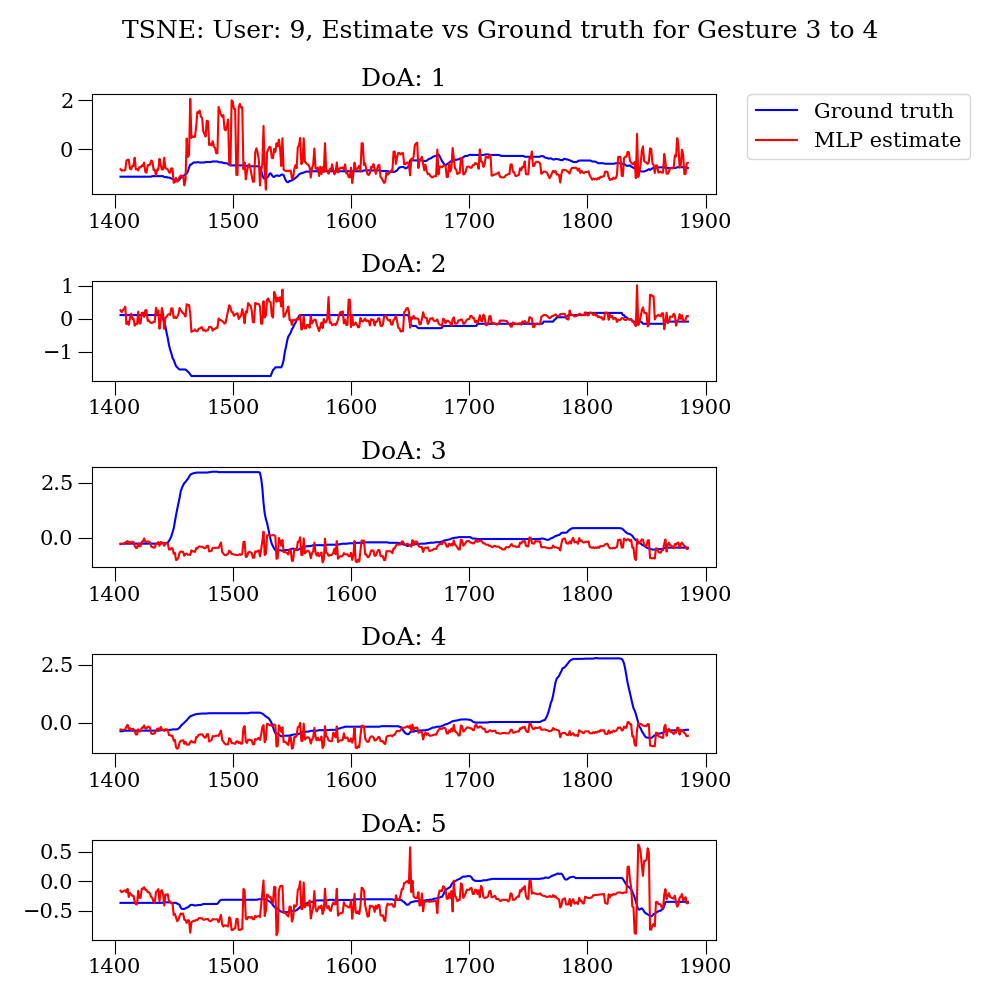 TSNE: User: 9, Estimate vs Ground truth for Gesture 3 to 4
DoA: 1
Ground truth
MLP estimate
2
0
1400 1500 1600 1700 1800 1900
DoA: 2
1
0
−1
1400 1500 1600 1700 1800 1900
DoA: 3
2.5
0.0
1400 1500 1600 1700 1800 1900
DoA: 4
2.5
0.0
1400 1500 1600 1700 1800 1900
DoA: 5
0.5
0.0
−0.5
1400 1500 1600 1700 1800 1900